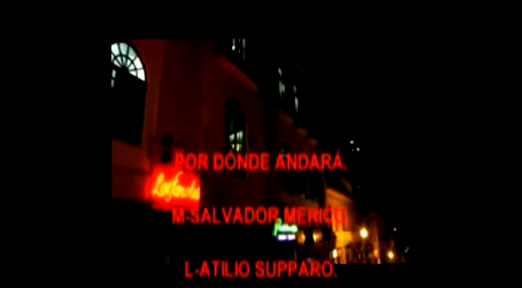 POR DONDE ANDARÁ.
M-SALVADOR MERICO.
L-ATILIO SUPPARO.